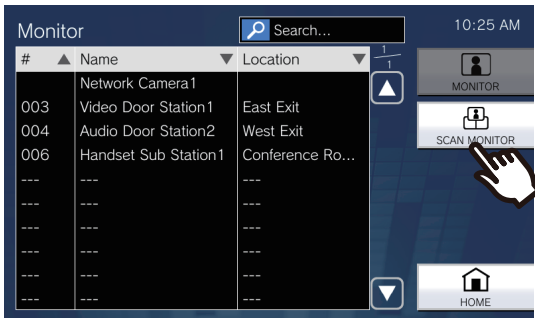 Monitor
Search...
10:25 AM
# Name Location
1
1
Network Camera1
003 Video Door Station1 East Exit
004 Audio Door Station2 West Exit
006 Handset Sub Station1 Conference Ro...
--- --- ---
--- --- ---
--- --- ---
--- --- ---
--- --- ---
--- --- ---
MONITOR
SCAN MONITOR
HOME